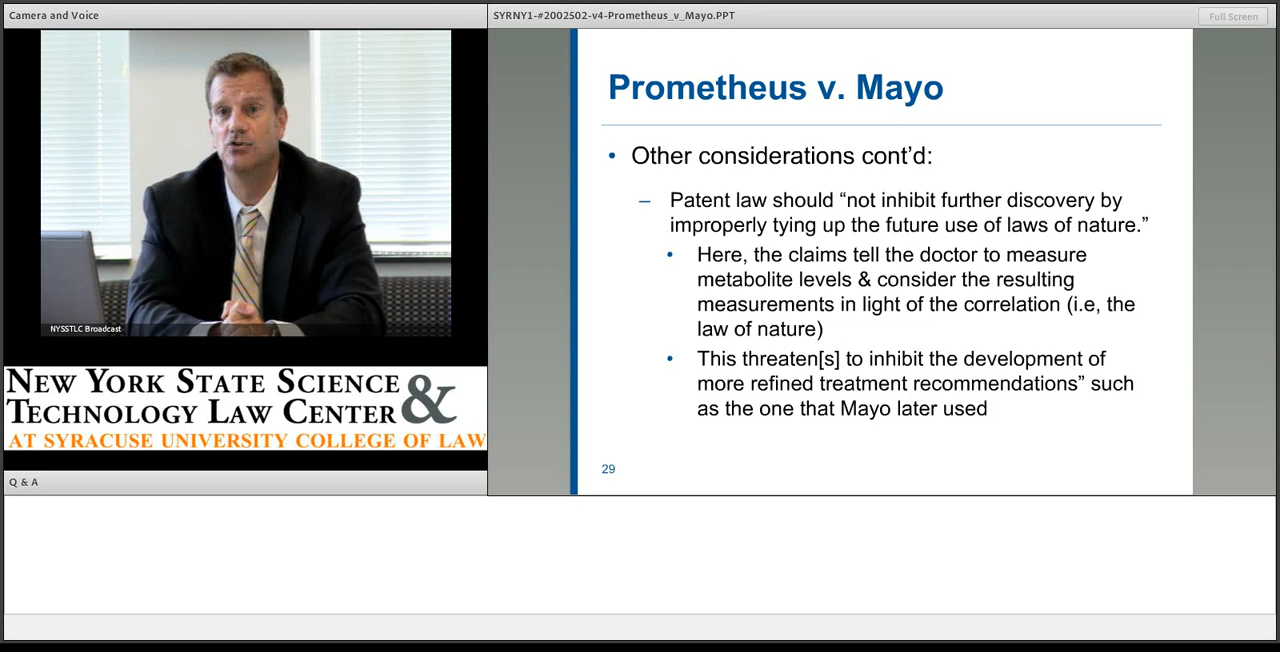 Camera and Voice
SYRNY1-#2002502-v4-Prometheus_v_Mayo.PPT
Full Screen
NYSSTLC Broadcast
NEW YORK STATE SCIENCE &
TECHNOLOGY LAW CENTER
AT SYRACUSE UNIVERSITY COLLEGE OF LAW
Q & A
Prometheus v. Mayo
• Other considerations cont’d:
– Patent law should “not inhibit further discovery by
improperly tying up the future use of laws of nature.”
• Here, the claims tell the doctor to measure
metabolite levels & consider the resulting
measurements in light of the correlation (i.e, the
law of nature)
• This threaten[s] to inhibit the development of
more refined treatment recommendations” such
as the one that Mayo later used
29